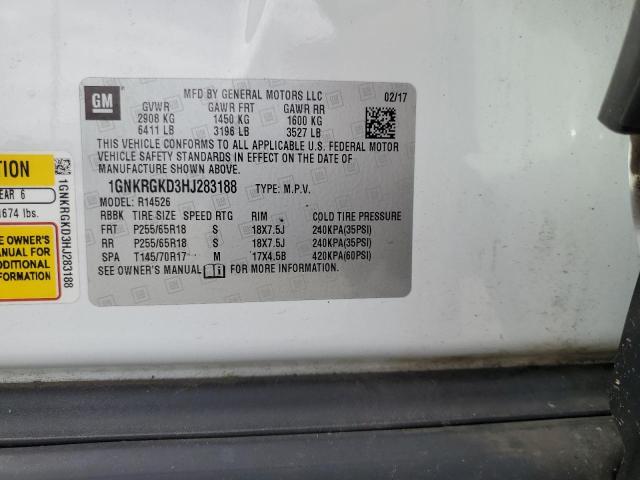 GM
MFD BY GENERAL MOTORS LLC 02/17
GVWR GAWR FRT GAWR RR
2908 KG 1450 KG 1600 KG
6411 LB 3196 LB 3527 LB
THIS VEHICLE CONFORMS TO ALL APPLICABLE U.S. FEDERAL MOTOR
VEHICLE SAFETY STANDARDS IN EFFECT ON THE DATE OF
MANUFACTURE SHOWN ABOVE.
1GNKRGKD3HJ283188 TYPE: M.P.V.
MODEL: R14526
RBBK TIRE SIZE SPEED RTG RIM COLD TIRE PRESSURE
FRT P255/65R18 S 18X7.5J 240KPA(35PSI)
RR P255/65R18 S 18X7.5J 240KPA(35PSI)
SPA T145/70R17 M 17X4.5B 420KPA(60PSI)
SEE OWNER'S MANUAL FOR MORE INFORMATION
TION
EAR 6
674 lbs.
E OWNER'S
ANUAL FOR
DDITIONAL
FORMATION
1GNKRGKD3HJ283188